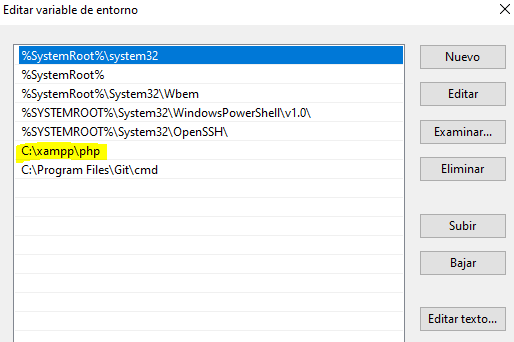 Editar variable de entorno
%SystemRoot%\system32
%SystemRoot%
%SystemRoot%\System32\Wbem
%SYSTEMROOT%\System32\WindowsPowerShell\v1.0\
%SYSTEMROOT%\System32\OpenSSH\
C:\xampp\php
C:\Program Files\Git\cmd
Nuevo
Editar
Examinar...
Eliminar
Subir
Bajar
Editar texto...